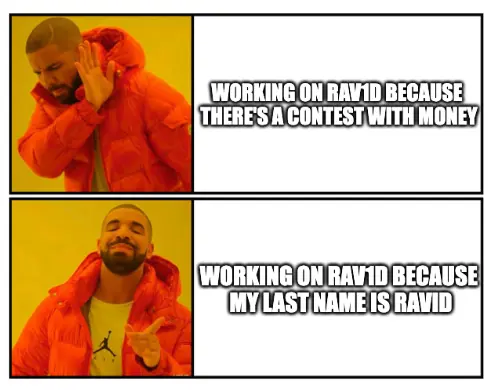 WORKING ON RAV1D BECAUSE
THERE'S A CONTEST WITH MONEY
WORKING ON RAV1D BECAUSE
MY LAST NAME IS RAVID